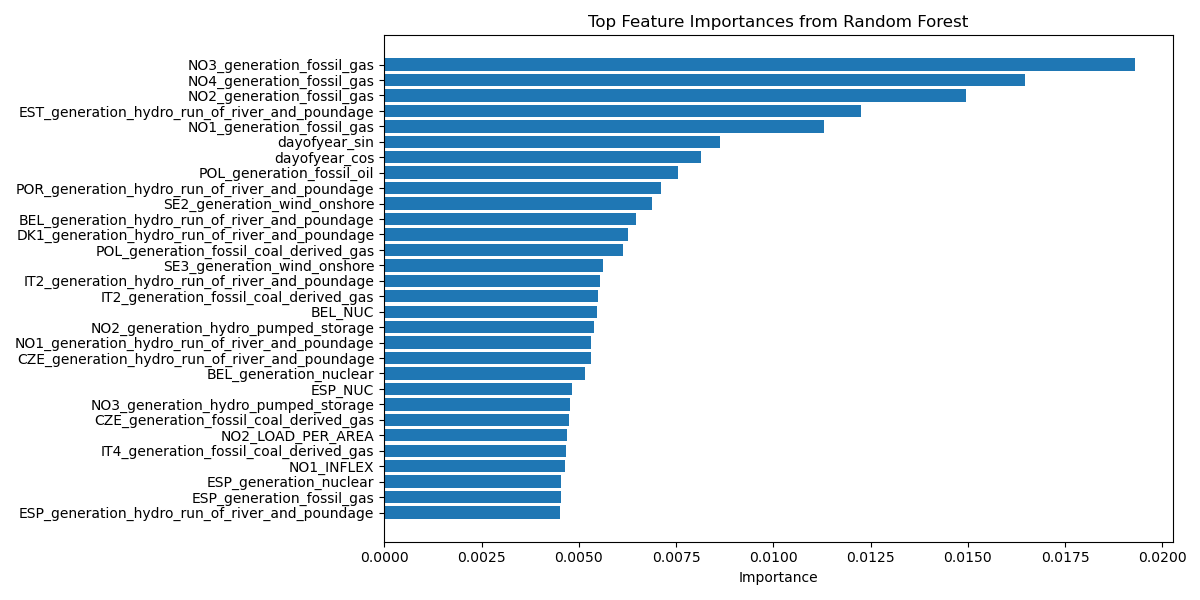 Top Feature Importances from Random Forest
NO3_generation_fossil_gas
NO4_generation_fossil_gas
NO2_generation_fossil_gas
EST_generation_hydro_run_of_river_and_poundage
NO1_generation_fossil_gas
dayofyear_sin
dayofyear_cos
POL_generation_fossil_oil
POR_generation_hydro_run_of_river_and_poundage
SE2_generation_wind_onshore
BEL_generation_hydro_run_of_river_and_poundage
DK1_generation_hydro_run_of_river_and_poundage
POL_generation_fossil_coal_derived_gas
SE3_generation_wind_onshore
IT2_generation_hydro_run_of_river_and_poundage
IT2_generation_fossil_coal_derived_gas
BEL_NUC
NO2_generation_hydro_pumped_storage
NO1_generation_hydro_run_of_river_and_poundage
CZE_generation_hydro_run_of_river_and_poundage
BEL_generation_nuclear
ESP_NUC
NO3_generation_hydro_pumped_storage
CZE_generation_fossil_coal_derived_gas
NO2_LOAD_PER_AREA
IT4_generation_fossil_coal_derived_gas
NO1_INFLEX
ESP_generation_nuclear
ESP_generation_fossil_gas
ESP_generation_hydro_run_of_river_and_poundage
0.0000 0.0025 0.0050 0.0075 0.0100 0.0125 0.0150 0.0175 0.0200
Importance